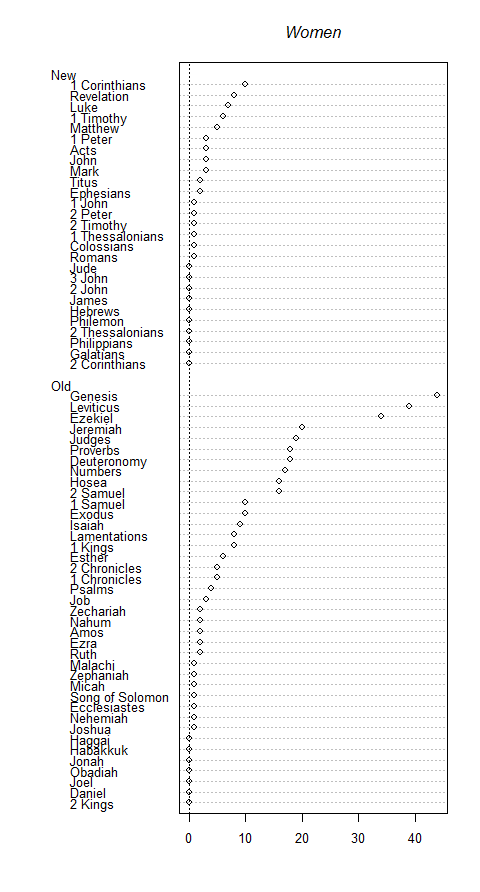 Women
New
1 Corinthians
Revelation
Luke
1 Timothy
Matthew
1 Peter
Acts
John
Mark
Titus
Ephesians
1 John
2 Peter
2 Timothy
1 Thessalonians
Colossians
Romans
Jude
3 John
2 John
James
Hebrews
Philemon
2 Thessalonians
Philippians
Galatians
2 Corinthians
Old
Genesis
Leviticus
Ezekiel
Jeremiah
Judges
Proverbs
Deuteronomy
Numbers
Hosea
2 Samuel
1 Samuel
Exodus
Isaiah
Lamentations
1 Kings
Esther
2 Chronicles
1 Chronicles
Psalms
Job
Zechariah
Nahum
Amos
Ezra
Ruth
Malachi
Zephaniah
Micah
Song of Solomon
Ecclesiastes
Nehemiah
Joshua
Haggai
Habakkuk
Jonah
Obadiah
Joel
Daniel
2 Kings
0 10 20 30 40